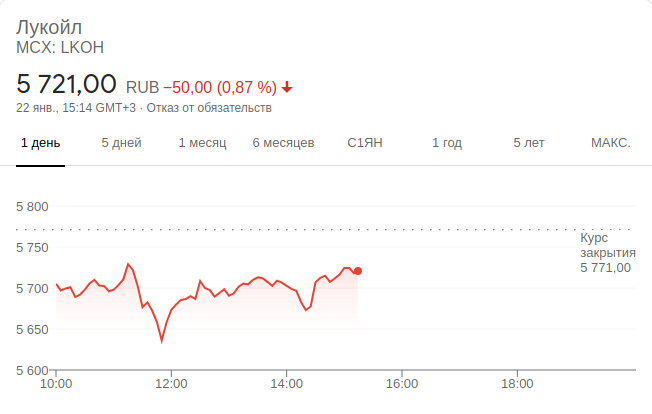 Лукойл
MCX: LKOH
5 721,00 RUB −50,00 (0,87 %)
22 янв., 15:14 GMT+3 · Отказ от обязательств
1 день 5 дней 1 месяц 6 месяцев С1ЯН 1 год 5 лет МАКС.
5 800
Курс
закрытия
5 771,00
5 750
5 700
5 650
5 600
10:00 12:00 14:00 16:00 18:00